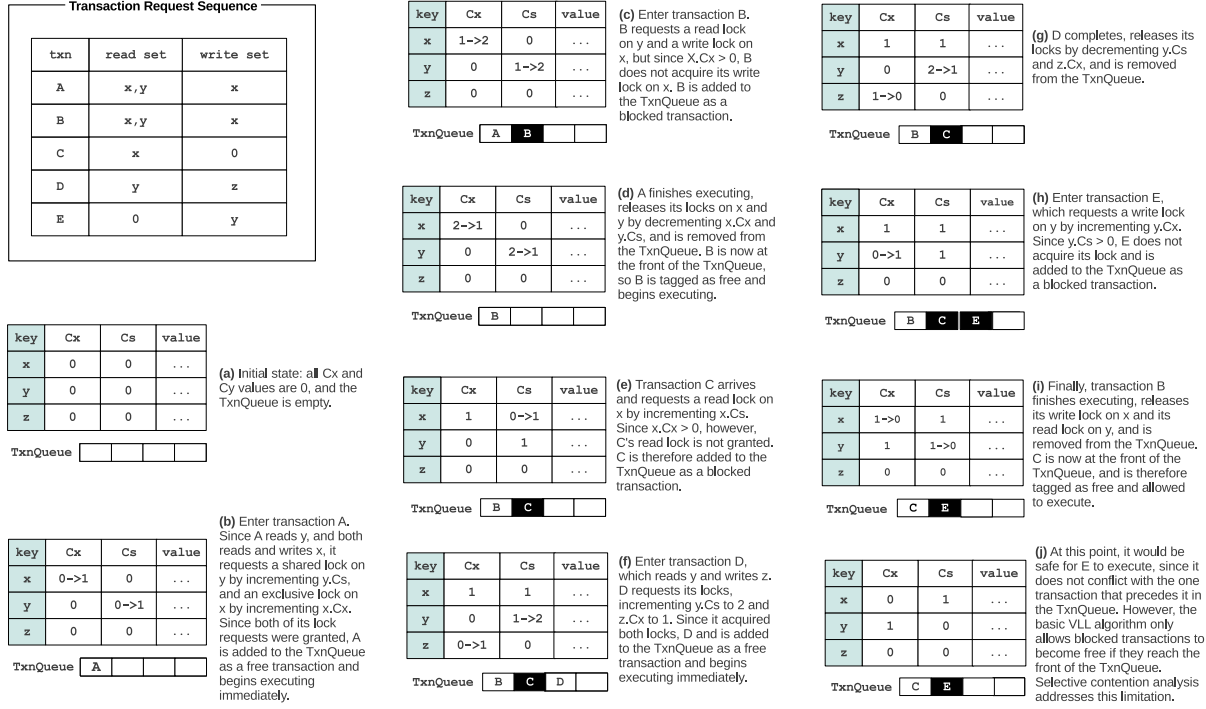 Transaction Request Sequence
txn read set write set
A x,y x
B x,y x
C x 0
D y z
E 0 y
key Cx Cs value
x 0 0 ...
y 0 0 ...
z 0 0 ...
TxnQueue
(a) Initial state: all Cx and
Cy values are 0, and the
TxnQueue is empty.
key Cx Cs value
x 0->1 0 ...
y 0 0->1 ...
z 0 0 ...
TxnQueue A
(b) Enter transaction A.
Since A reads y, and both
reads and writes x, it
requests a shared lock on
y by incrementing y.Cs,
and an exclusive lock on
x by incrementing x.Cx.
Since both of its lock
requests were granted, A
is added to the TxnQueue
as a free transaction and
begins executing
immediately.
key Cx Cs value
x 1->2 0 ...
y 0 1->2 ...
z 0 0 ...
TxnQueue A B
(c) Enter transaction B.
B requests a read lock
on y and a write lock on
x, but since X.Cx > 0, B
does not acquire its write
lock on x. B is added to
the TxnQueue as a
blocked transaction.
key Cx Cs value
x 2->1 0 ...
y 0 2->1 ...
z 0 0 ...
TxnQueue B
(d) A finishes executing,
releases its locks on x and
y by decrementing x.Cx and
y.Cs, and is removed from
the TxnQueue. B is now at
the front of the TxnQueue,
so B is tagged as free and
begins executing.
key Cx Cs value
x 1 0->1 ...
y 0 1 ...
z 0 0 ...
TxnQueue B C
(e) Transaction C arrives
and requests a read lock on
x by incrementing x.Cs.
Since x.Cx > 0, however,
C's read lock is not granted.
C is therefore added to the
TxnQueue as a blocked
transaction.
key Cx Cs value
x 1 1 ...
y 0 1->2 ...
z 0->1 0 ...
TxnQueue B C D
(f) Enter transaction D,
which reads y and writes z.
D requests its locks,
incrementing y.Cs to 2 and
z.Cx to 1. Since it acquired
both locks, D and is added
to the TxnQueue as a free
transaction and begins
executing immediately.
key Cx Cs value
x 1 1 ...
y 0 2->1 ...
z 1->0 0 ...
TxnQueue B C
(g) D completes, releases its
locks by decrementing y.Cs
and z.Cx, and is removed
from the TxnQueue.
key Cx Cs value
x 1 1 ...
y 0->1 1 ...
z 0 0 ...
TxnQueue B C E
(h) Enter transaction E,
which requests a write lock
on y by incrementing y.Cx.
Since y.Cs > 0, E does not
acquire its lock and is
added to the TxnQueue as
a blocked transaction.
key Cx Cs value
x 1->0 1 ...
y 1 1->0 ...
z 0 0 ...
TxnQueue C E
(i) Finally, transaction B
finishes executing, releases
its write lock on x and its
read lock on y, and is
removed from the TxnQueue.
C is now at the front of the
TxnQueue, and is therefore
tagged as free and allowed
to execute.
key Cx Cs value
x 0 1 ...
y 1 0 ...
z 0 0 ...
TxnQueue C E
(j) At this point, it would be
safe for E to execute, since it
does not conflict with the one
transaction that precedes it in
the TxnQueue. However, the
basic VLL algorithm only
allows blocked transactions to
become free if they reach the
front of the TxnQueue.
Selective contention analysis
addresses this limitation.